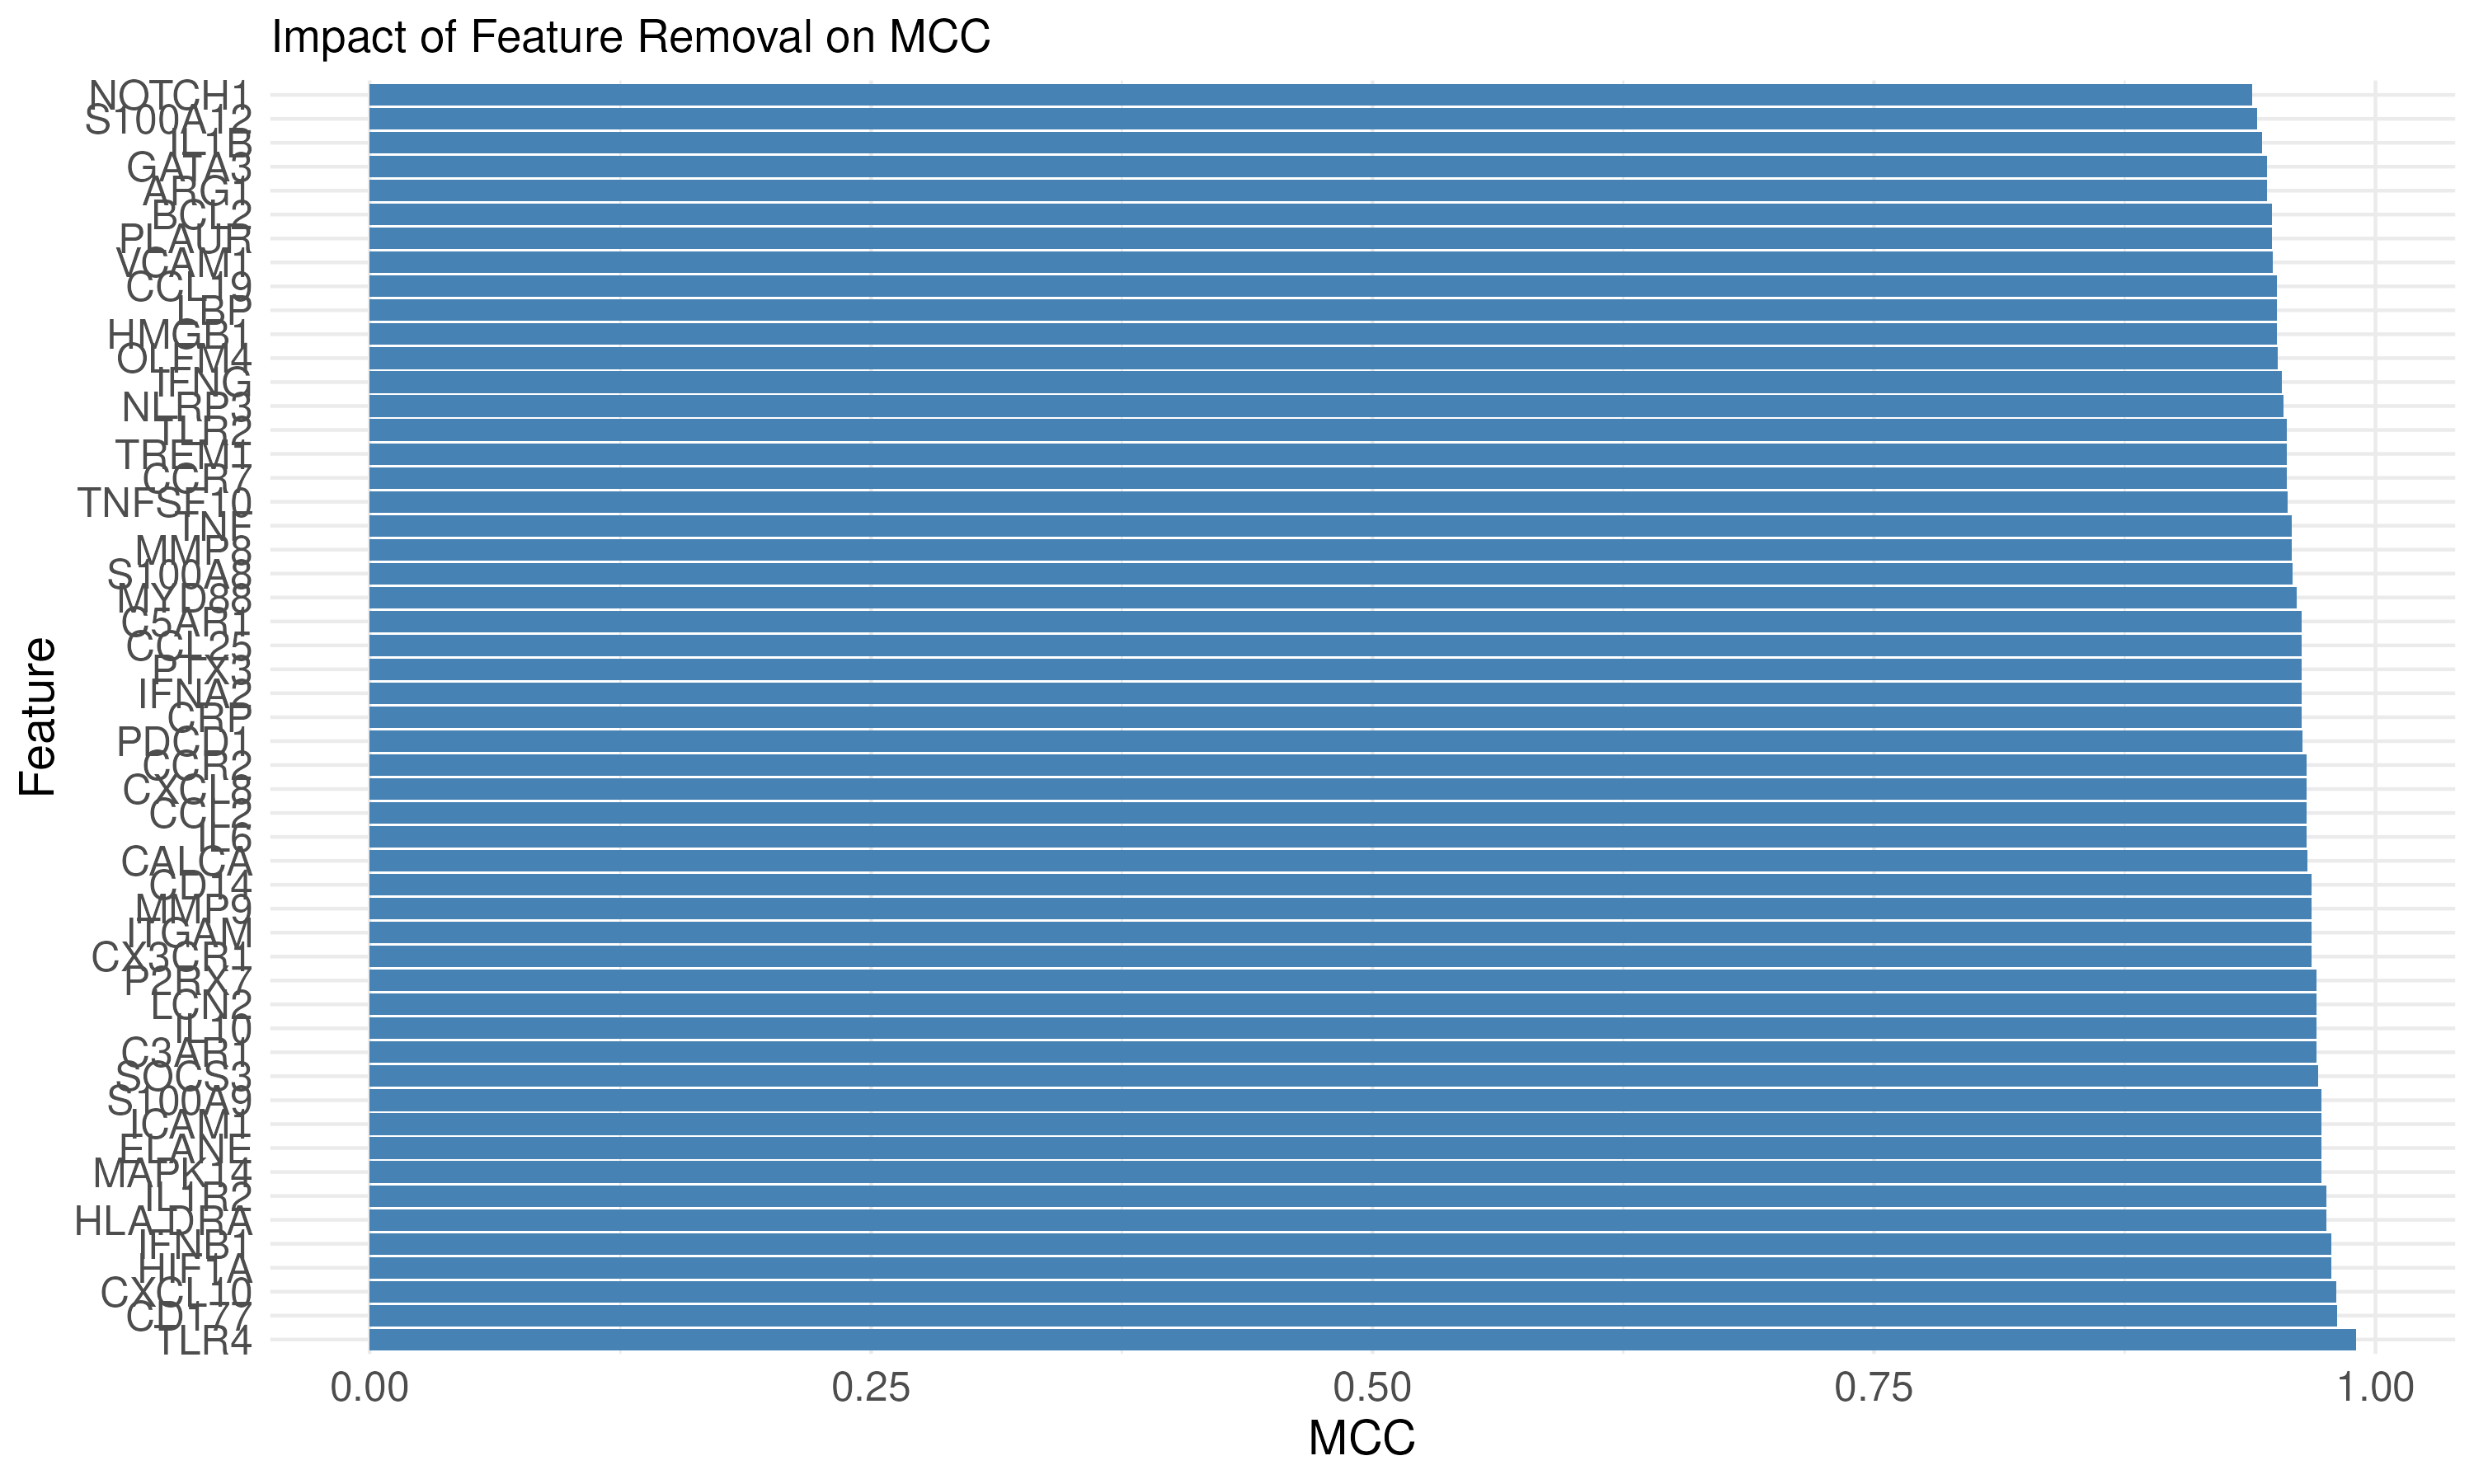 Impact of Feature Removal on MCC
NOTCH1
S100A12
IL1B
GATA3
ARG1
BCL2
PLAUR
VCAM1
CCL19
LBP
HMGB1
OLFM4
IFNG
NLRP3
TLR2
TREM1
CCR7
TNFSF10
TNF
MMP8
S100A8
MYD88
C5AR1
CCL25
PTX3
IFNA2
CRP
PDCD1
CCR2
CXCL8
CCL2
IL6
CALCA
CD14
MMP9
ITGAM
CX3CR1
P2RX7
LCN2
IL10
C3AR1
SOCS3
S100A9
ICAM1
ELANE
MAPK14
IL1R2
HLA.DRA
IFNB1
HIF1A
CXCL10
CD177
TLR4
Feature
0.00 0.25 0.50 0.75 1.00
MCC